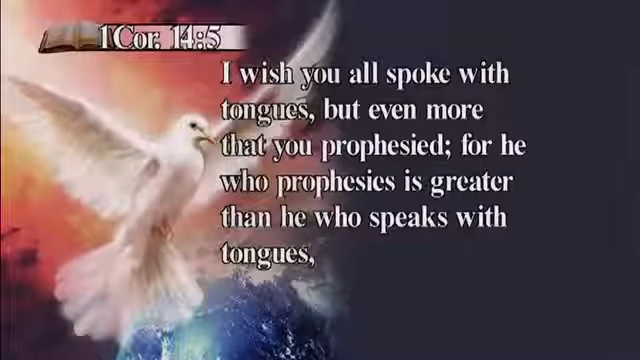 1Cor. 14:5
I wish you all spoke with
tongues, but even more
that you prophesied; for he
who prophesies is greater
than he who speaks with
tongues,